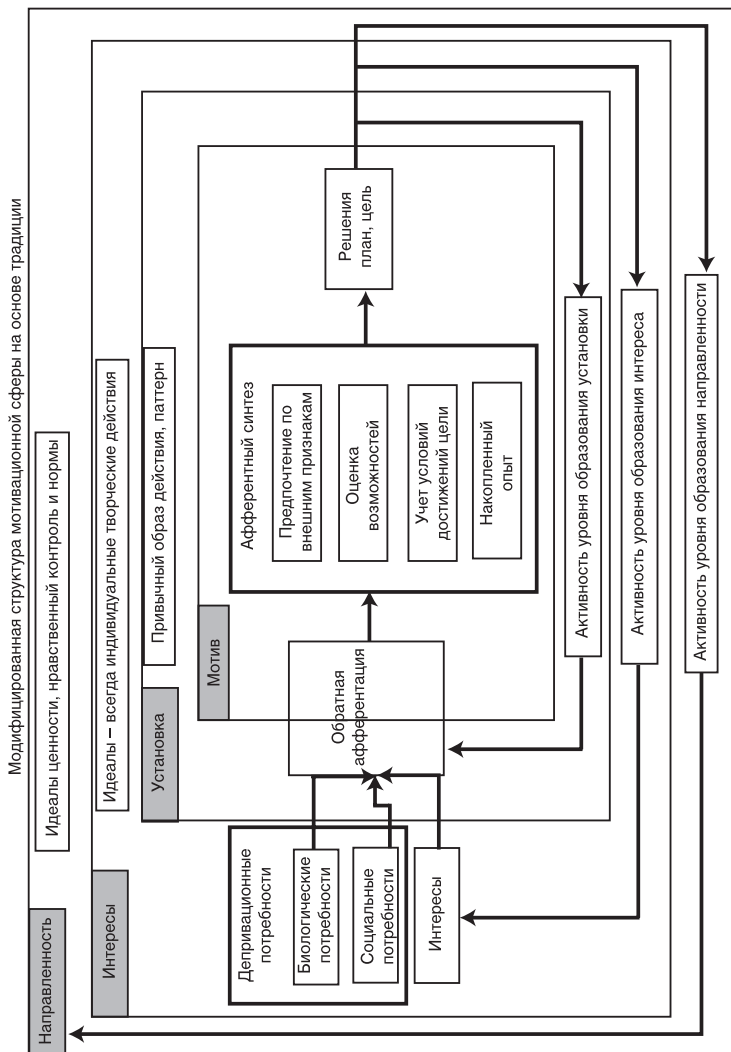 Модифицированная структура мотивационной сферы на основе традиции
Направленность
Идеалы ценности, нравственный контроль и нормы
Интересы
Идеалы – всегда индивидуальные творческие действия
Установка
Привычный образ действия, паттерн
Мотив
Депривационные
потребности
Биологические
потребности
Социальные
потребности
Интересы
Обратная
афферентация
Афферентный синтез
Предпочтение по
внешним признакам
Оценка
возможностей
Учет условий
достижений цели
Накопленный
опыт
Решения
план, цель
Активность уровня образования установки
Активность уровня образования интереса
Активность уровня образования направленности